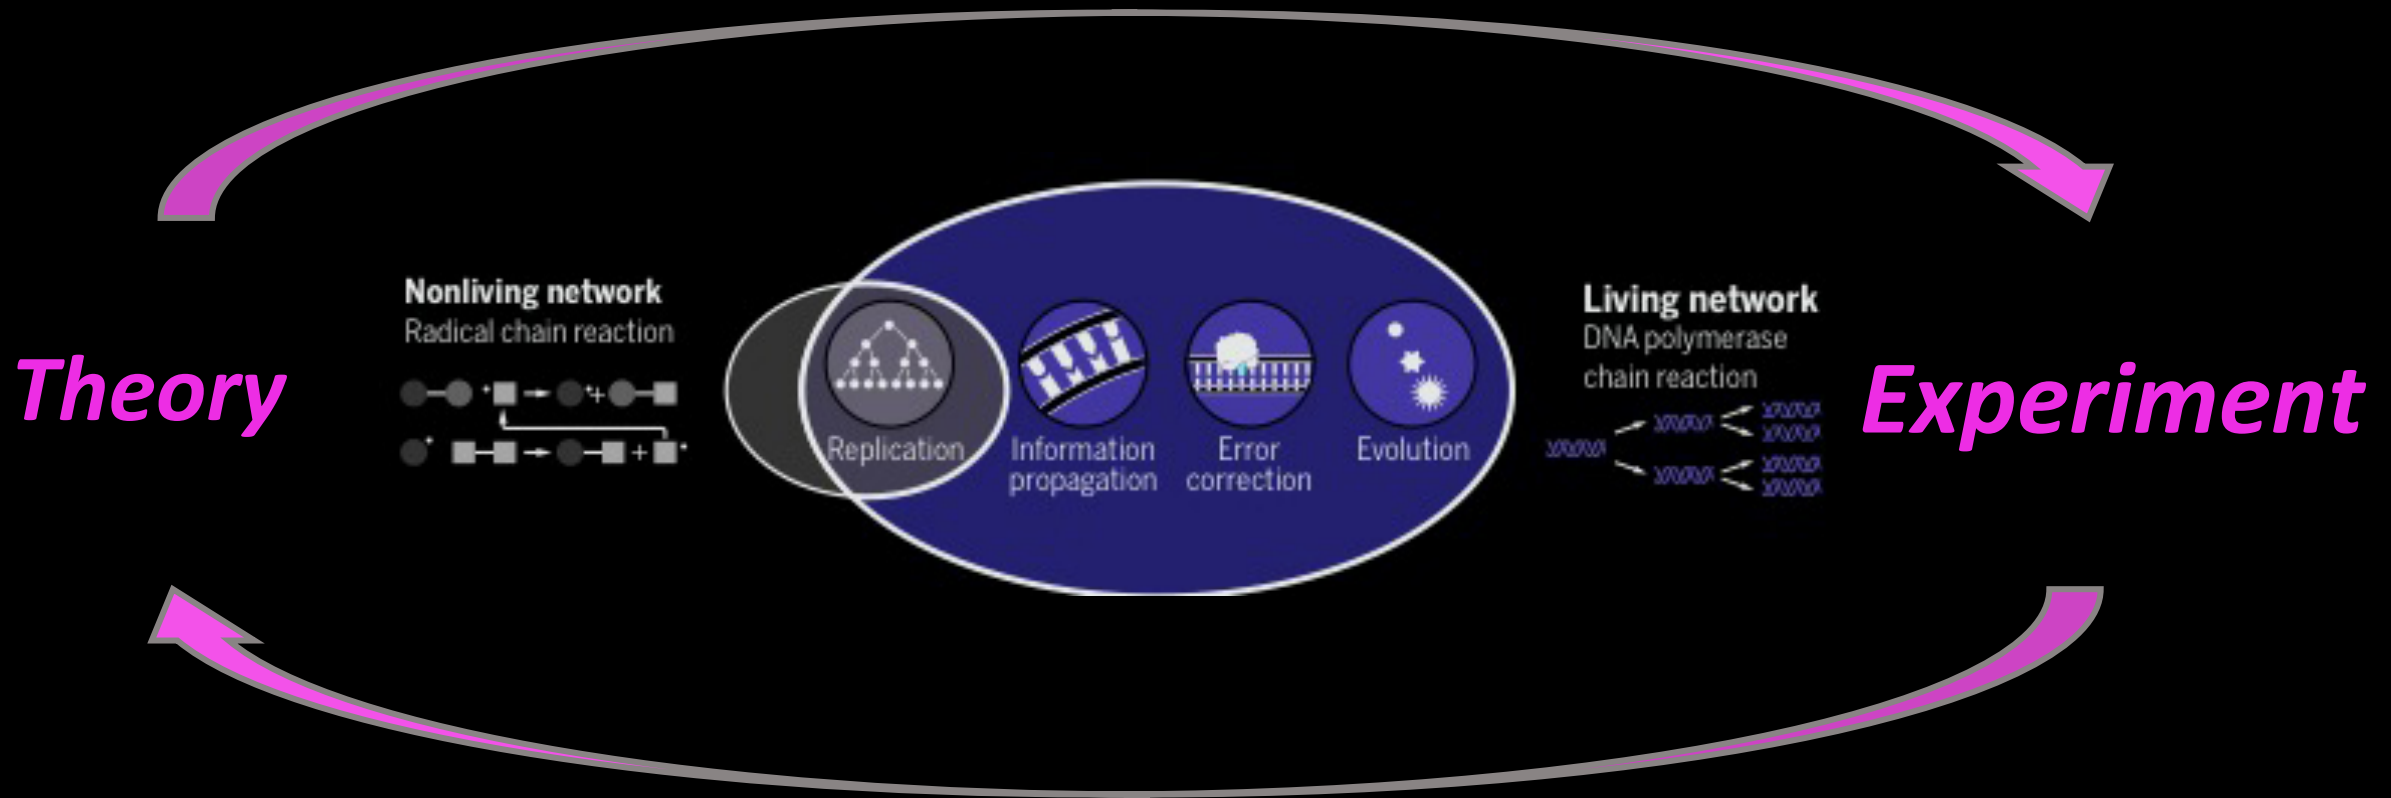 Theory
Nonliving network
Radical chain reaction
+
+
Replication
Information
propagation
Error
correction
Evolution
Living network
DNA polymerase
chain reaction
Experiment